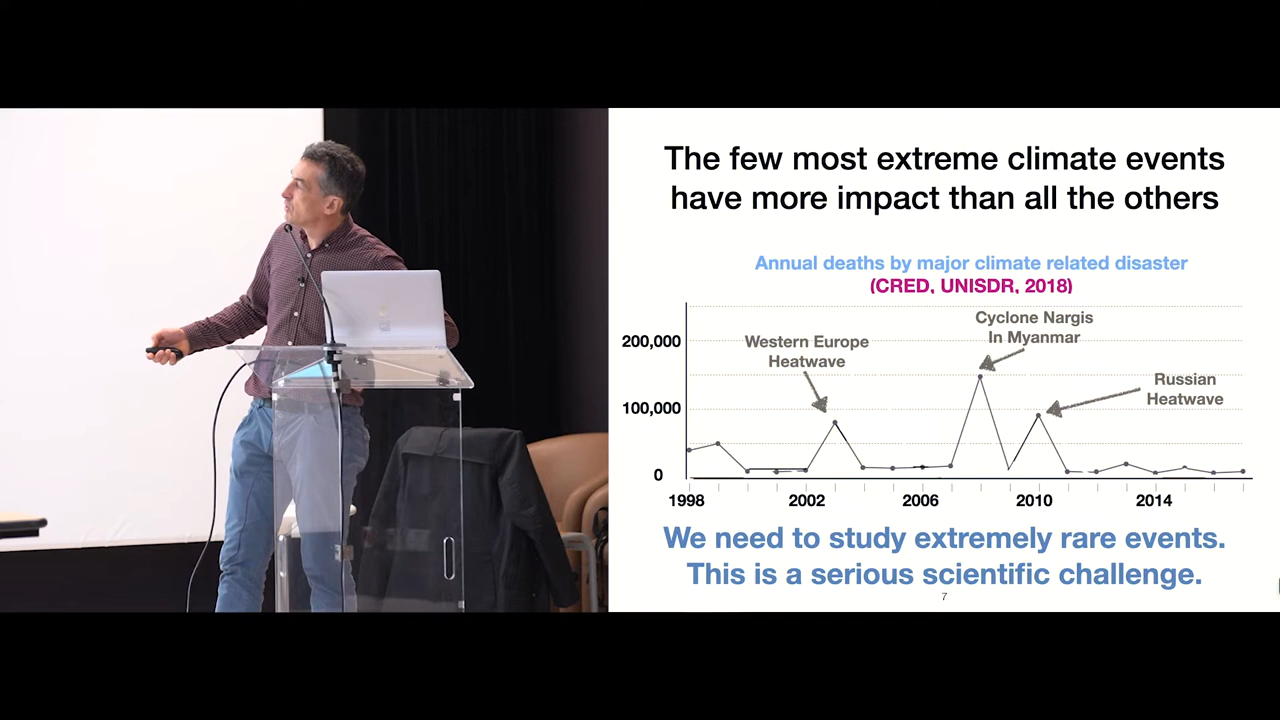 The few most extreme climate events
have more impact than all the others
Annual deaths by major climate related disaster
(CRED, UNISDR, 2018)
Cyclone Nargis
In Myanmar
Western Europe
Heatwave
Russian
Heatwave
200,000
100,000
0
1998 2002 2006 2010 2014
We need to study extremely rare events.
This is a serious scientific challenge.
7